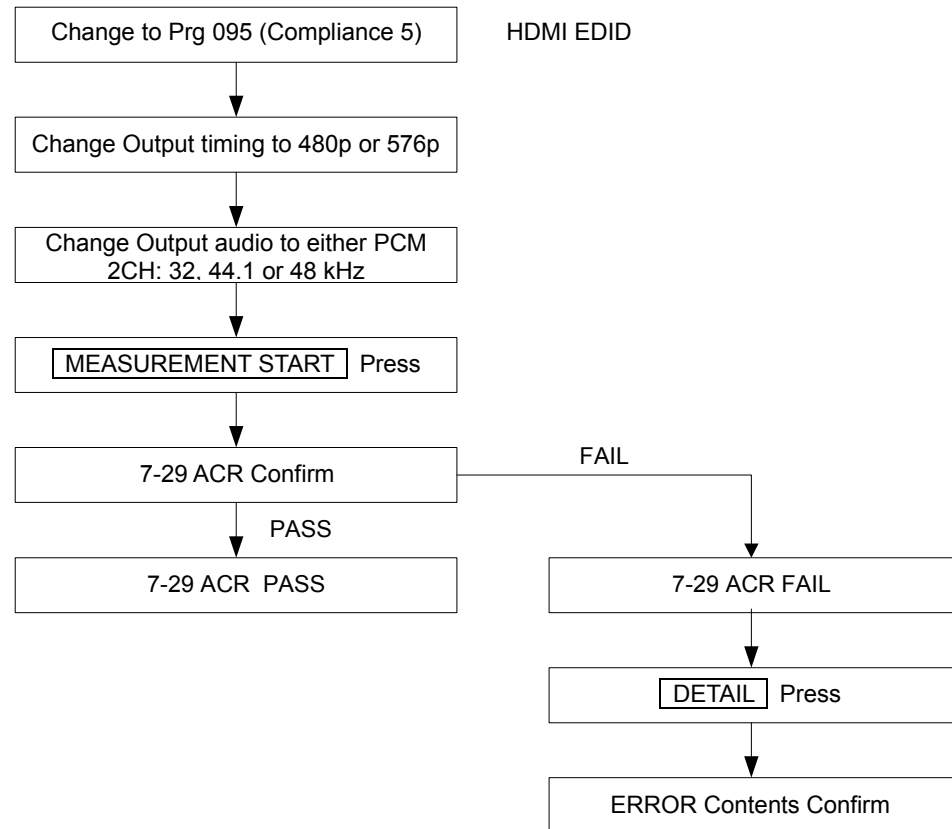 Change to Prg 095 (Compliance 5)
HDMI EDID
Change Output timing to 480p or 576p
Change Output audio to either PCM
2CH: 32, 44.1 or 48 kHz
MEASUREMENT START Press
7-29 ACR Confirm
FAIL
PASS
7-29 ACR PASS
7-29 ACR FAIL
DETAIL Press
ERROR Contents Confirm